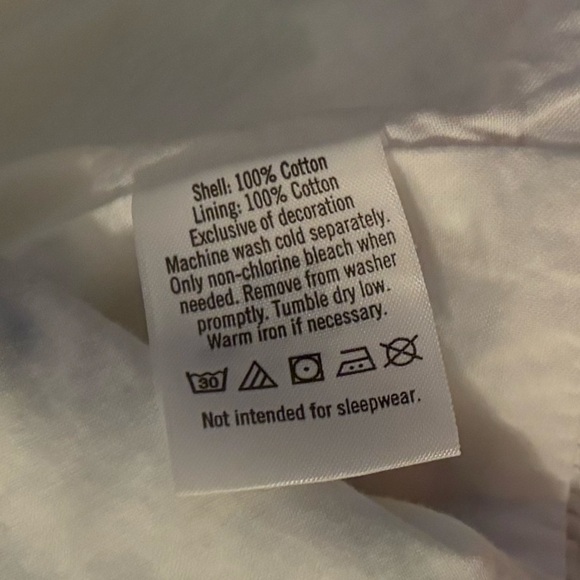 Shell: 100% Cotton
Lining: 100% Cotton
Exclusive of decoration
Machine wash cold separately.
Only non-chlorine bleach when
needed. Remove from washer
promptly. Tumble dry low.
Warm iron if necessary.
30
Not intended for sleepwear.